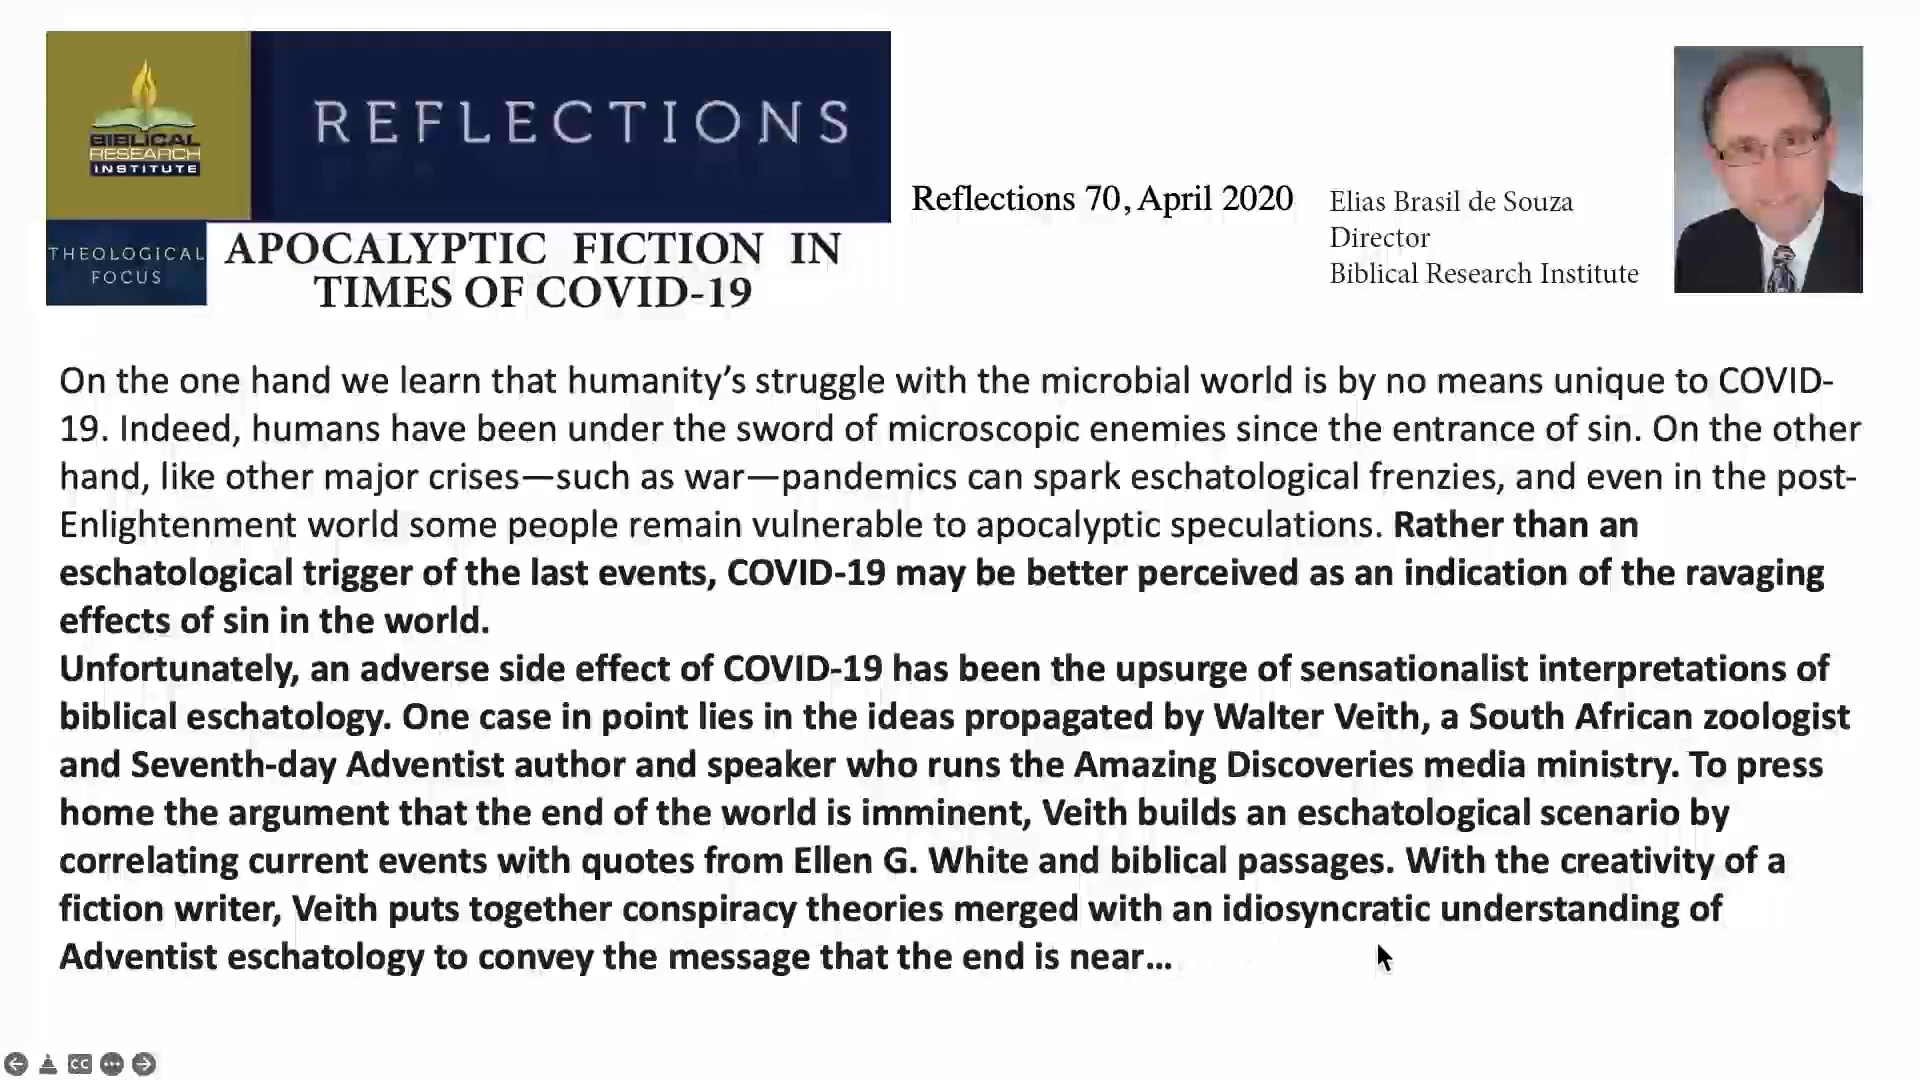 BIBLICAL
RESEARCH
INSTITUTE
REFLECTIONS
THEOLOGICAL
FOCUS
APOCALYPTIC FICTION IN
TIMES OF COVID-19
Reflections 70, April 2020
Elias Brasil de Souza
Director
Biblical Research Institute
On the one hand we learn that humanity’s struggle with the microbial world is by no means unique to COVID-
19. Indeed, humans have been under the sword of microscopic enemies since the entrance of sin. On the other
hand, like other major crises—such as war—pandemics can spark eschatological frenzies, and even in the post-
Enlightenment world some people remain vulnerable to apocalyptic speculations. Rather than an
eschatological trigger of the last events, COVID-19 may be better perceived as an indication of the ravaging
effects of sin in the world.
Unfortunately, an adverse side effect of COVID-19 has been the upsurge of sensationalist interpretations of
biblical eschatology. One case in point lies in the ideas propagated by Walter Veith, a South African zoologist
and Seventh-day Adventist author and speaker who runs the Amazing Discoveries media ministry. To press
home the argument that the end of the world is imminent, Veith builds an eschatological scenario by
correlating current events with quotes from Ellen G. White and biblical passages. With the creativity of a
fiction writer, Veith puts together conspiracy theories merged with an idiosyncratic understanding of
Adventist eschatology to convey the message that the end is near…
CC